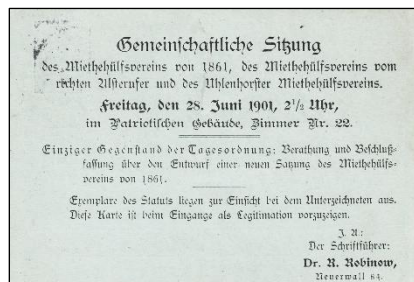 Gemeinschaftliche Sitzung
des Miethehülfsvereins von 1861, des Miethehülfsvereins vom
rechten Alsterufer und des Uhlenhorster Miethehülfsvereins.
Freitag, den 28. Juni 1901, 2½ Uhr,
im Patriotischen Gebäude, Zimmer Nr. 22.
Einziger Gegenstand der Tagesordnung: Berathung und Beschluß-
fassung über den Entwurf einer neuen Satzung des Miethehülfs-
vereins von 1861.
Exemplare des Statuts liegen zur Einsicht bei dem Unterzeichneten aus.
Diese Karte ist beim Eingange als Legitimation vorzuzeigen.
J. A.:
Der Schriftführer:
Dr. R. Robinow,
Neuerwall 84.